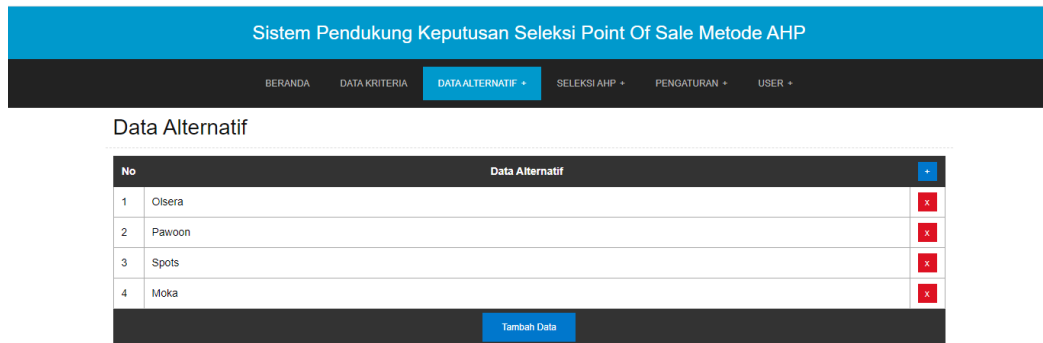 Sistem Pendukung Keputusan Seleksi Point Of Sale Metode AHP
BERANDA DATA KRITERIA DATA ALTERNATIF + SELEKSI AHP + PENGATURAN + USER +
Data Alternatif
No Data Alternatif +
1 Olsera x
2 Pawoon x
3 Spots x
4 Moka x
Tambah Data